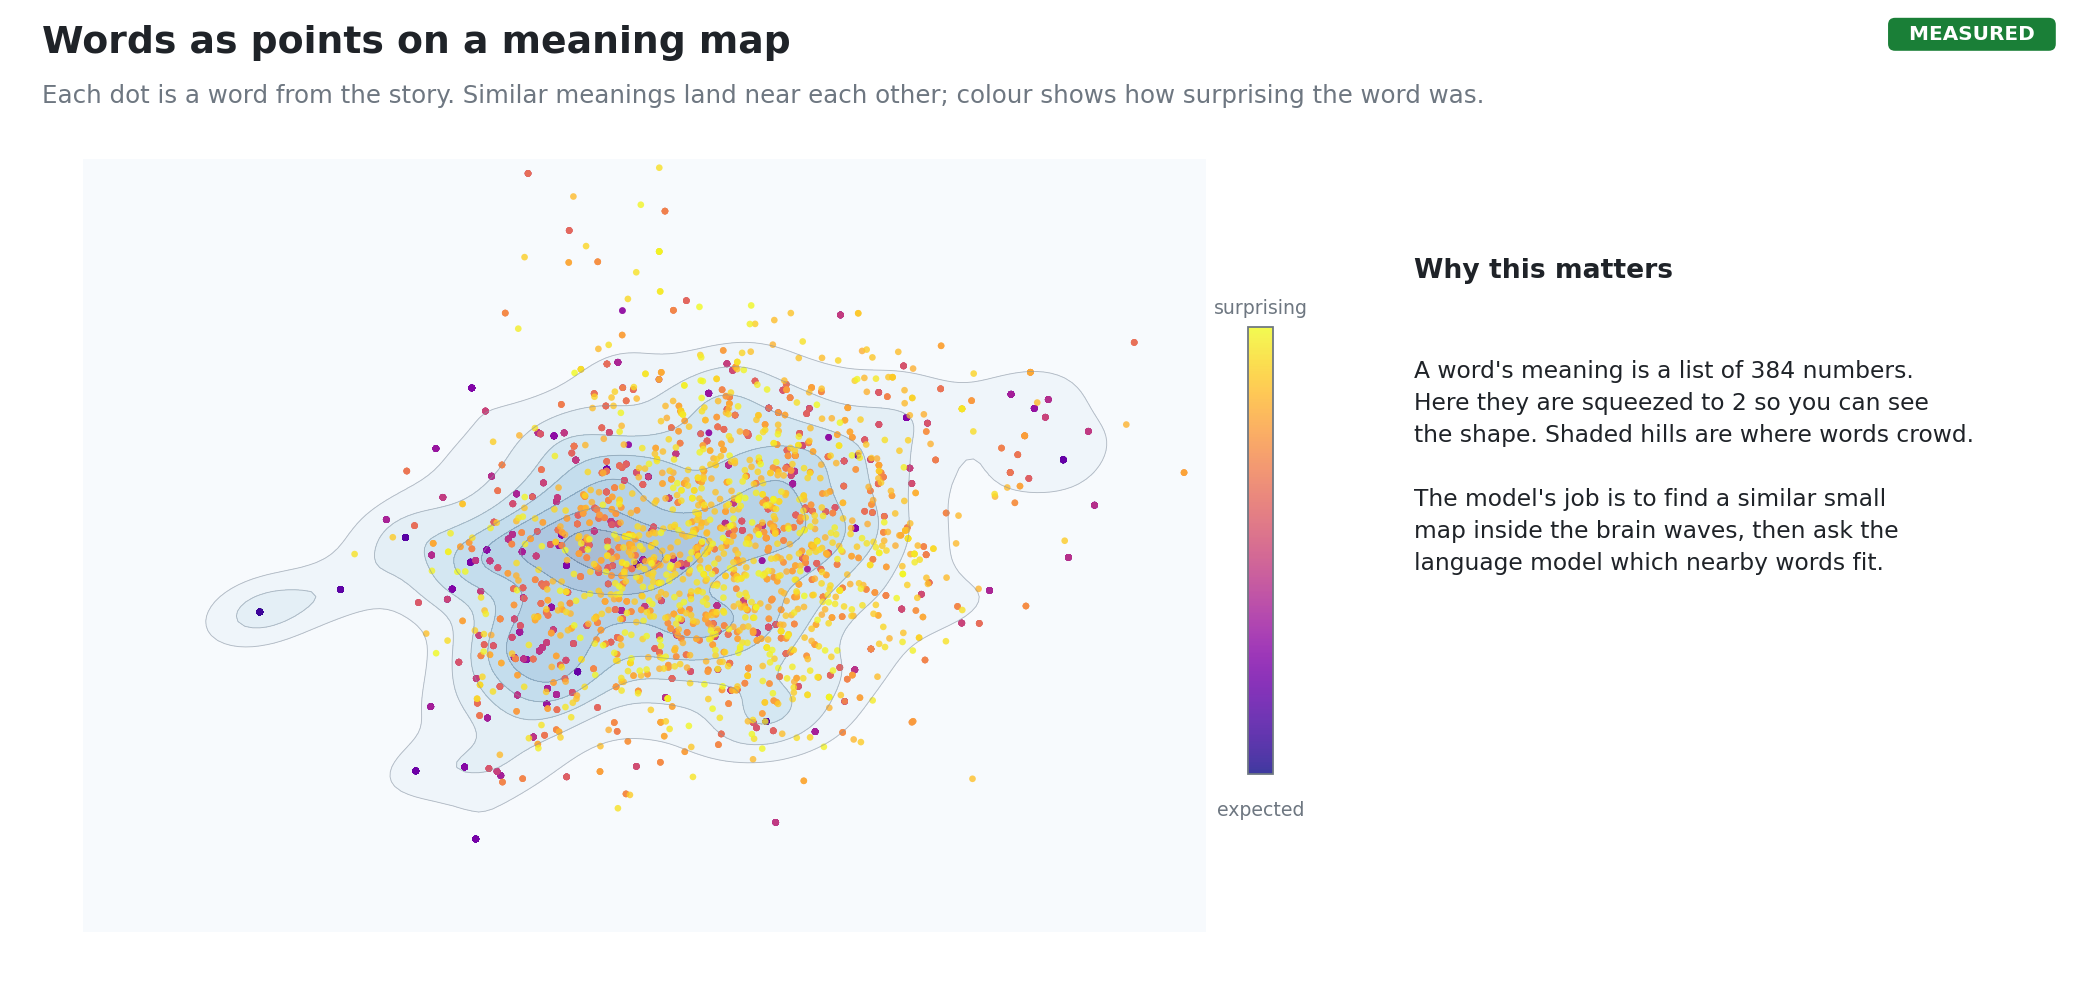 Words as points on a meaning map
MEASURED
Each dot is a word from the story. Similar meanings land near each other; colour shows how surprising the word was.
surprising
expected
Why this matters
A word's meaning is a list of 384 numbers.
Here they are squeezed to 2 so you can see
the shape. Shaded hills are where words crowd.
The model's job is to find a similar small
map inside the brain waves, then ask the
language model which nearby words fit.